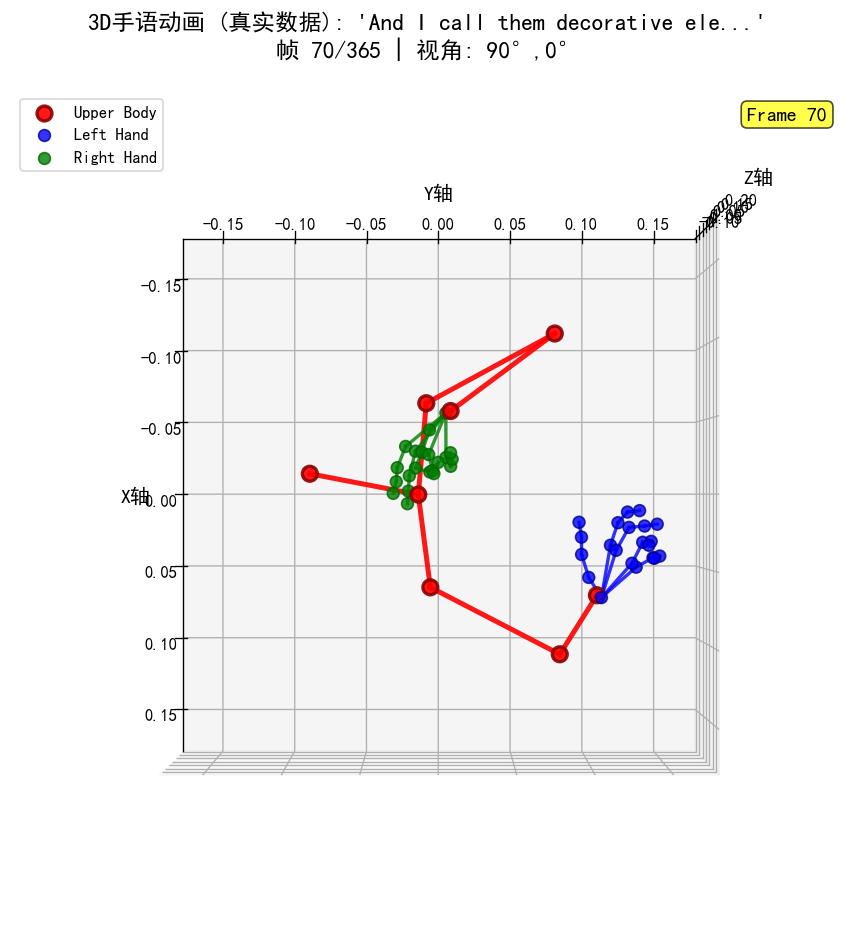 3D手语动画 (真实数据): 'And I call them decorative ele...'
帧 70/365 | 视角: 90°,0°
Upper Body
Left Hand
Right Hand
Frame 70
Z轴
Y轴
-0.15 -0.10 -0.05 0.00 0.05 0.10 0.15
-0.15
-0.10
-0.05
X轴
0.00
0.05
0.10
0.15